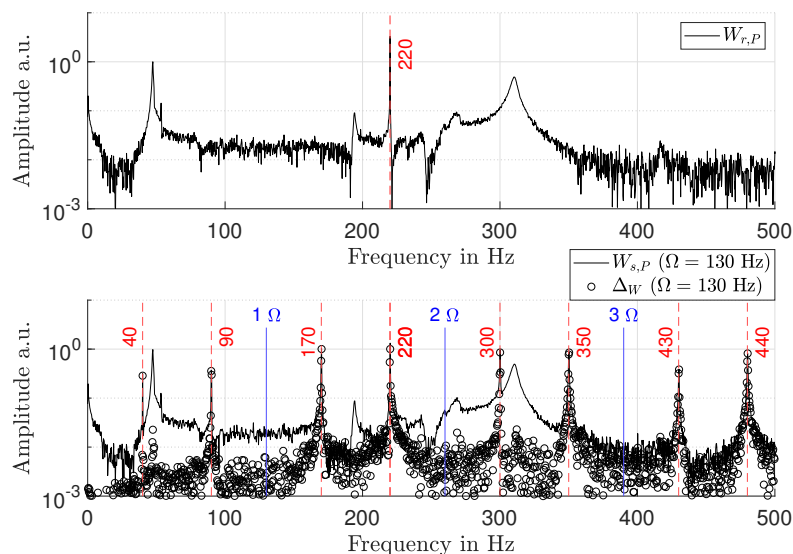 Amplitude a.u.
10^0
10^-3
220
W_{r,P}
0 100 200 300 400 500
Frequency in Hz
W_{s,P} (Ω = 130 Hz)
Δ_W (Ω = 130 Hz)
Amplitude a.u.
10^0
10^-3
40
90
1 Ω
170
220
2 Ω
300
350
3 Ω
430
440
0 100 200 300 400 500
Frequency in Hz